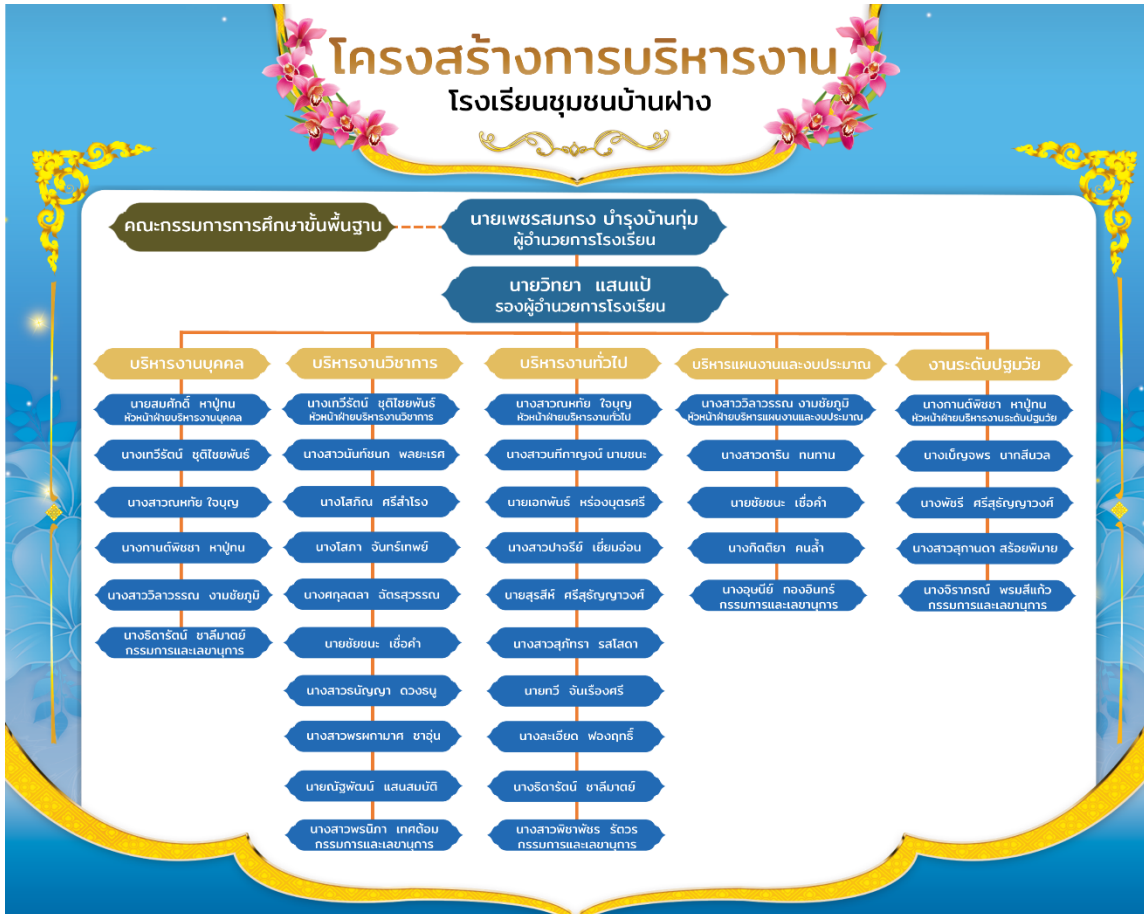 โครงสร้างการบริหารงาน
โรงเรียนชุมชนบ้านฝาง
คณะกรรมการการศึกษาขั้นพื้นฐาน
นายเพชรสมทรง บำรุงบ้านทุ่ม
ผู้อำนวยการโรงเรียน
นายวิทยา แสนแป้
รองผู้อำนวยการโรงเรียน
บริหารงานบุคคล
นายสมศักดิ์ หาปู่ทน
หัวหน้าฝ่ายบริหารงานบุคคล
นางเทวีรัตน์ ชุติไชยพันธ์
นางสาวณหทัย ใจบุญ
นางกานต์พิชชา หาปู่ทน
นางสาววิลาวรรณ งามชัยภูมิ
นางธิดารัตน์ ชาลีมาตย์
กรรมการและเลขานุการ
บริหารงานวิชาการ
นางเทวีรัตน์ ชุติไชยพันธ์
หัวหน้าฝ่ายบริหารงานวิชาการ
นางสาวนันท์ชนก พลยะเรศ
นางโสภิณ ศรีสำโรง
นางโสภา จันทร์เทพย์
นางศกุลตลา ฉัตรสุวรรณ
นายชัยชนะ เชื่อคำ
นางสาวธนัญญา ดวงธนู
นางสาวพรผกามาศ ชาอุ่น
นายณัฐพัฒน์ แสนสมบัติ
นางสาวพรนิภา เทศต้อม
กรรมการและเลขานุการ
บริหารงานทั่วไป
นางสาวณหทัย ใจบุญ
หัวหน้าฝ่ายบริหารงานทั่วไป
นางสาวนทีกาญจน์ นามชนะ
นายเอกพันธ์ หร่องบุตรศรี
นางสาวปาจรีย์ เยี่ยมอ่อน
นายสุรสีห์ ศรีสุธัญญาวงศ์
นางสาวสุภัทรา รสโสดา
นายทวี จันเรืองศรี
นางละเอียด ฟองฤทธิ์
นางธิดารัตน์ ชาลีมาตย์
นางสาวพิชาพัชร รัตวร
กรรมการและเลขานุการ
บริหารแผนงานและงบประมาณ
นางสาววิลาวรรณ งามชัยภูมิ
หัวหน้าฝ่ายบริหารแผนงานและงบประมาณ
นางสาวดาริน ทนทาน
นายชัยชนะ เชื่อคำ
นางกิตติยา คนล้ำ
นางอุษนีย์ ทองอินทร์
กรรมการและเลขานุการ
งานระดับปฐมวัย
นางกานต์พิชชา หาปู่ทน
หัวหน้าฝ่ายบริหารงานระดับปฐมวัย
นางเบ็ญจพร นากสีนวล
นางพัชรี ศรีสุธัญญาวงศ์
นางสาวสุกานดา สร้อยพิมาย
นางจิราภรณ์ พรมสีแก้ว
กรรมการและเลขานุการ